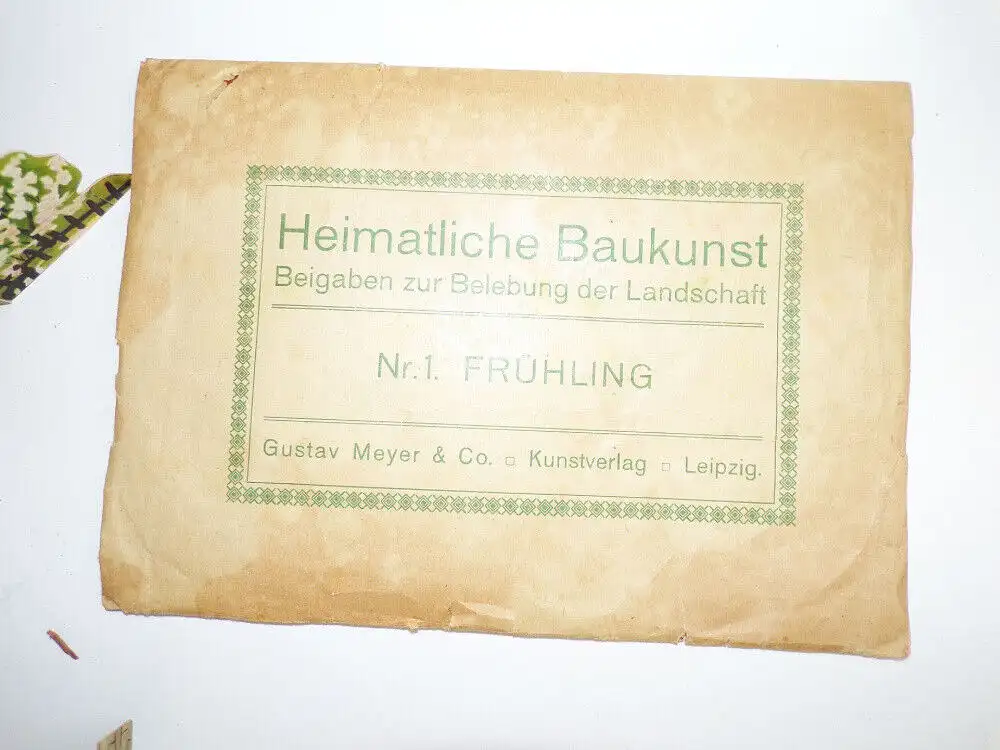 Heimatliche Baukunst
Beigaben zur Belebung der Landschaft
Nr. 1. FRÜHLING
Gustav Meyer & Co. □ Kunstverlag □ Leipzig.